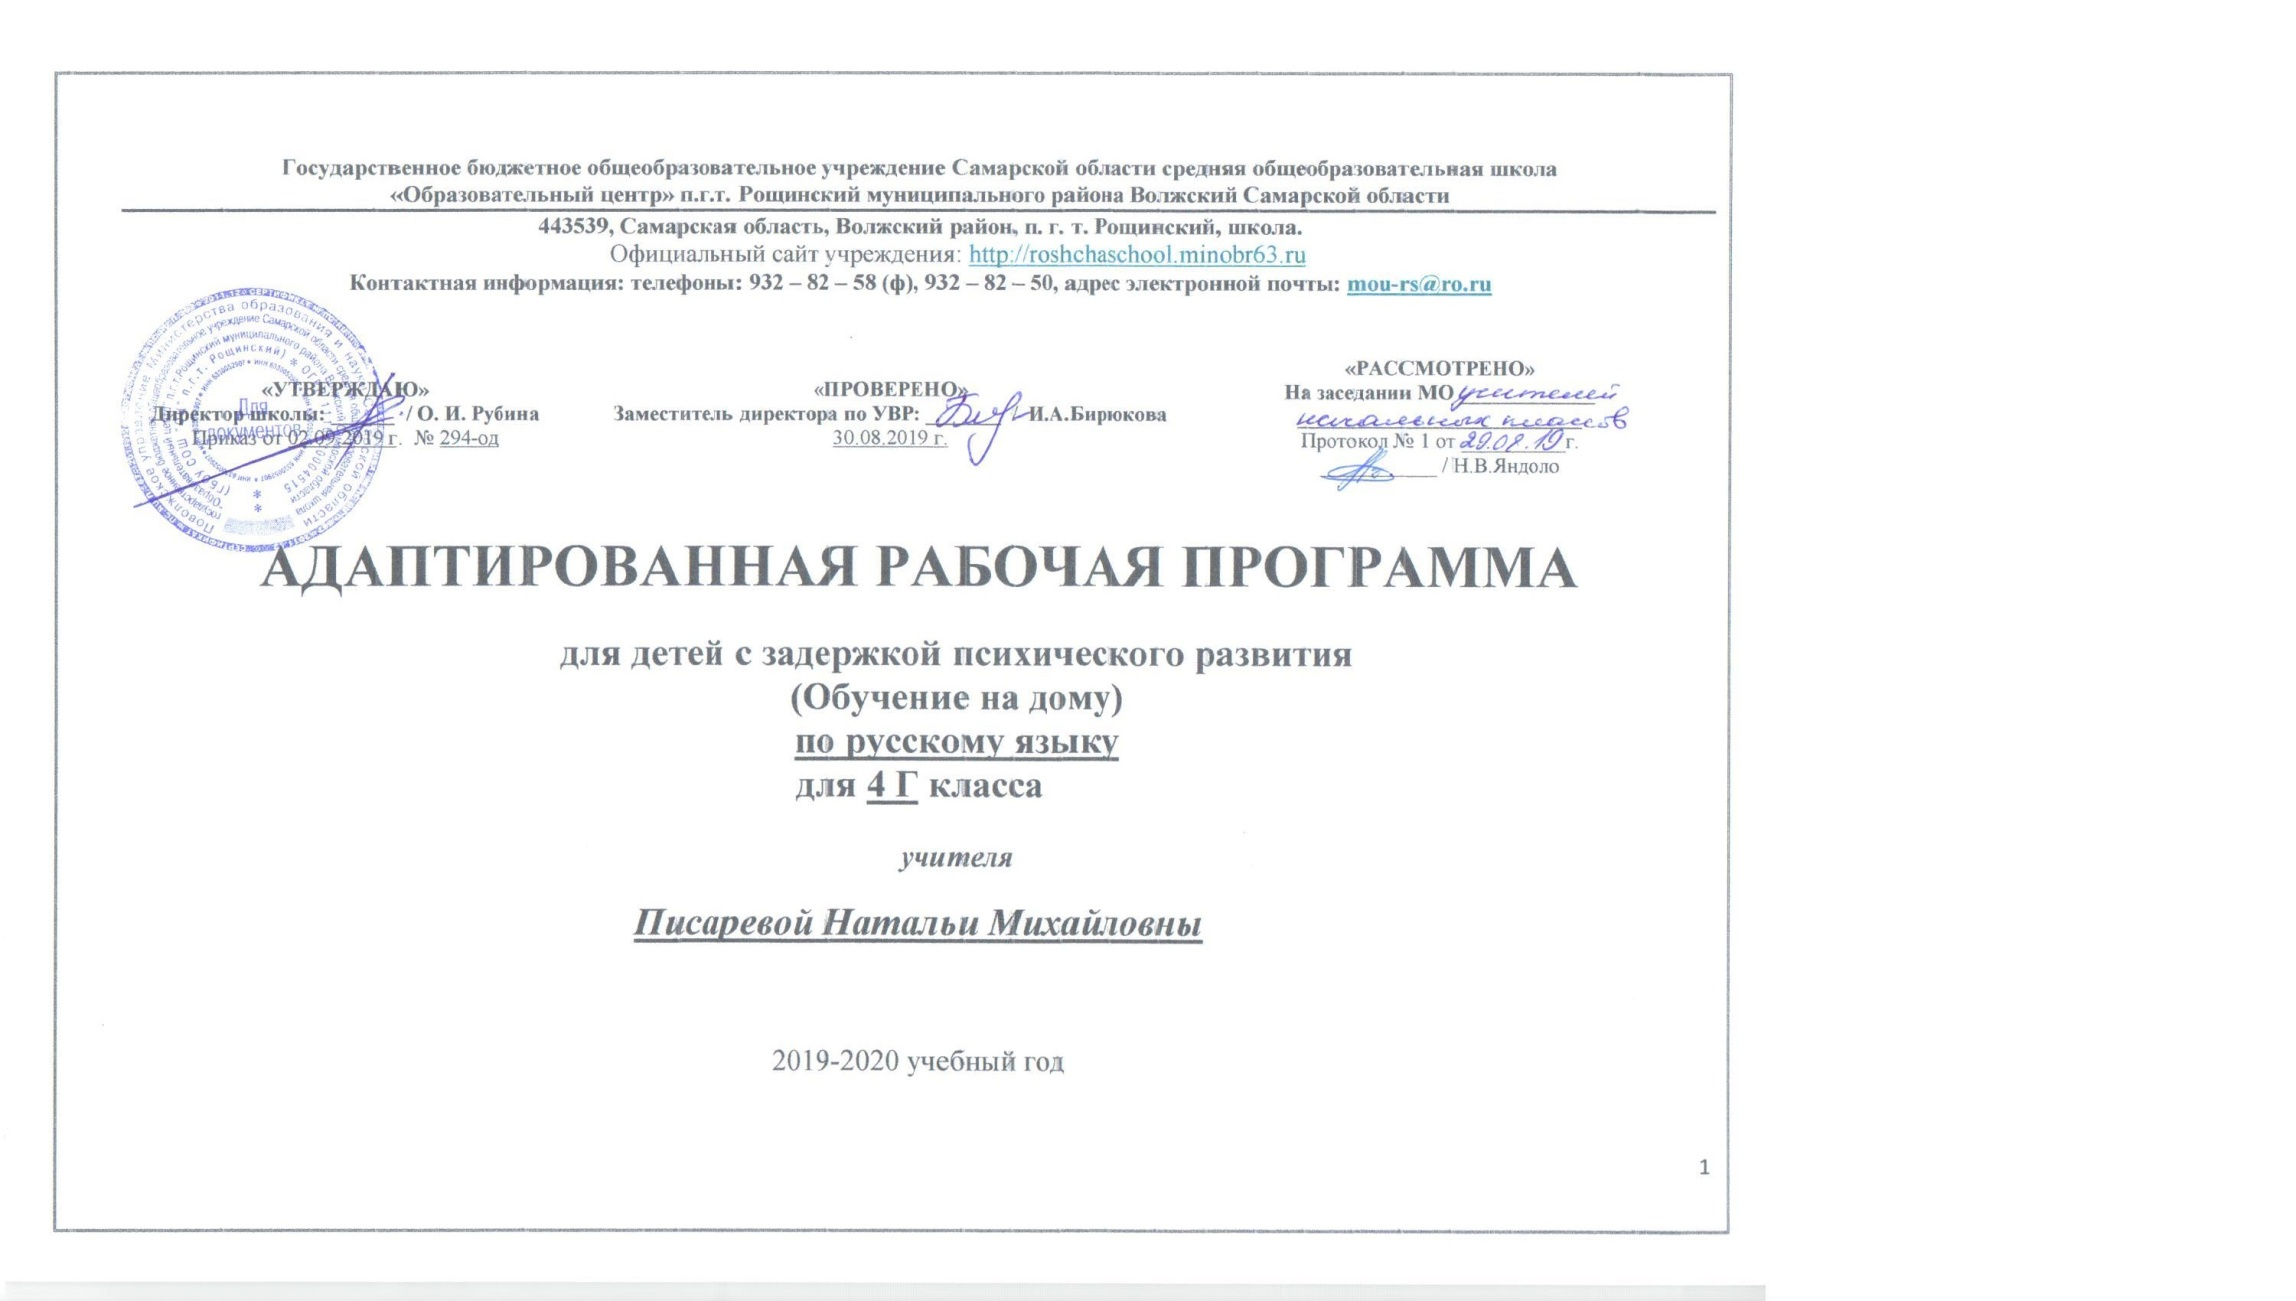 Государственное бюджетное общеобразовательное учреждение Самарской области средняя общеобразовательная школа
«Образовательный центр» п.г.т. Рощинский муниципального района Волжский Самарской области
443539, Самарская область, Волжский район, п. г. т. Рощинский, школа.
Официальный сайт учреждения: http://roshchaschool.minobr63.ru
Контактная информация: телефоны: 932 – 82 – 58 (ф), 932 – 82 – 50, адрес электронной почты: mou-rs@ro.ru
«УТВЕРЖДАЮ»
Директор школы: / О. И. Рубина
Приказ от 02.09.2019 г. № 294-од
Для
документов
«ПРОВЕРЕНО»
Заместитель директора по УВР: И.А.Бирюкова
30.08.2019 г.
«РАССМОТРЕНО»
На заседании МО учителей
начальных классов
Протокол № 1 от 29.08.19 г.
/ Н.В.Яндоло
АДАПТИРОВАННАЯ РАБОЧАЯ ПРОГРАММА
для детей с задержкой психического развития
(Обучение на дому)
по русскому языку
для 4 Г класса
учителя
Писаревой Натальи Михайловны
2019-2020 учебный год
1